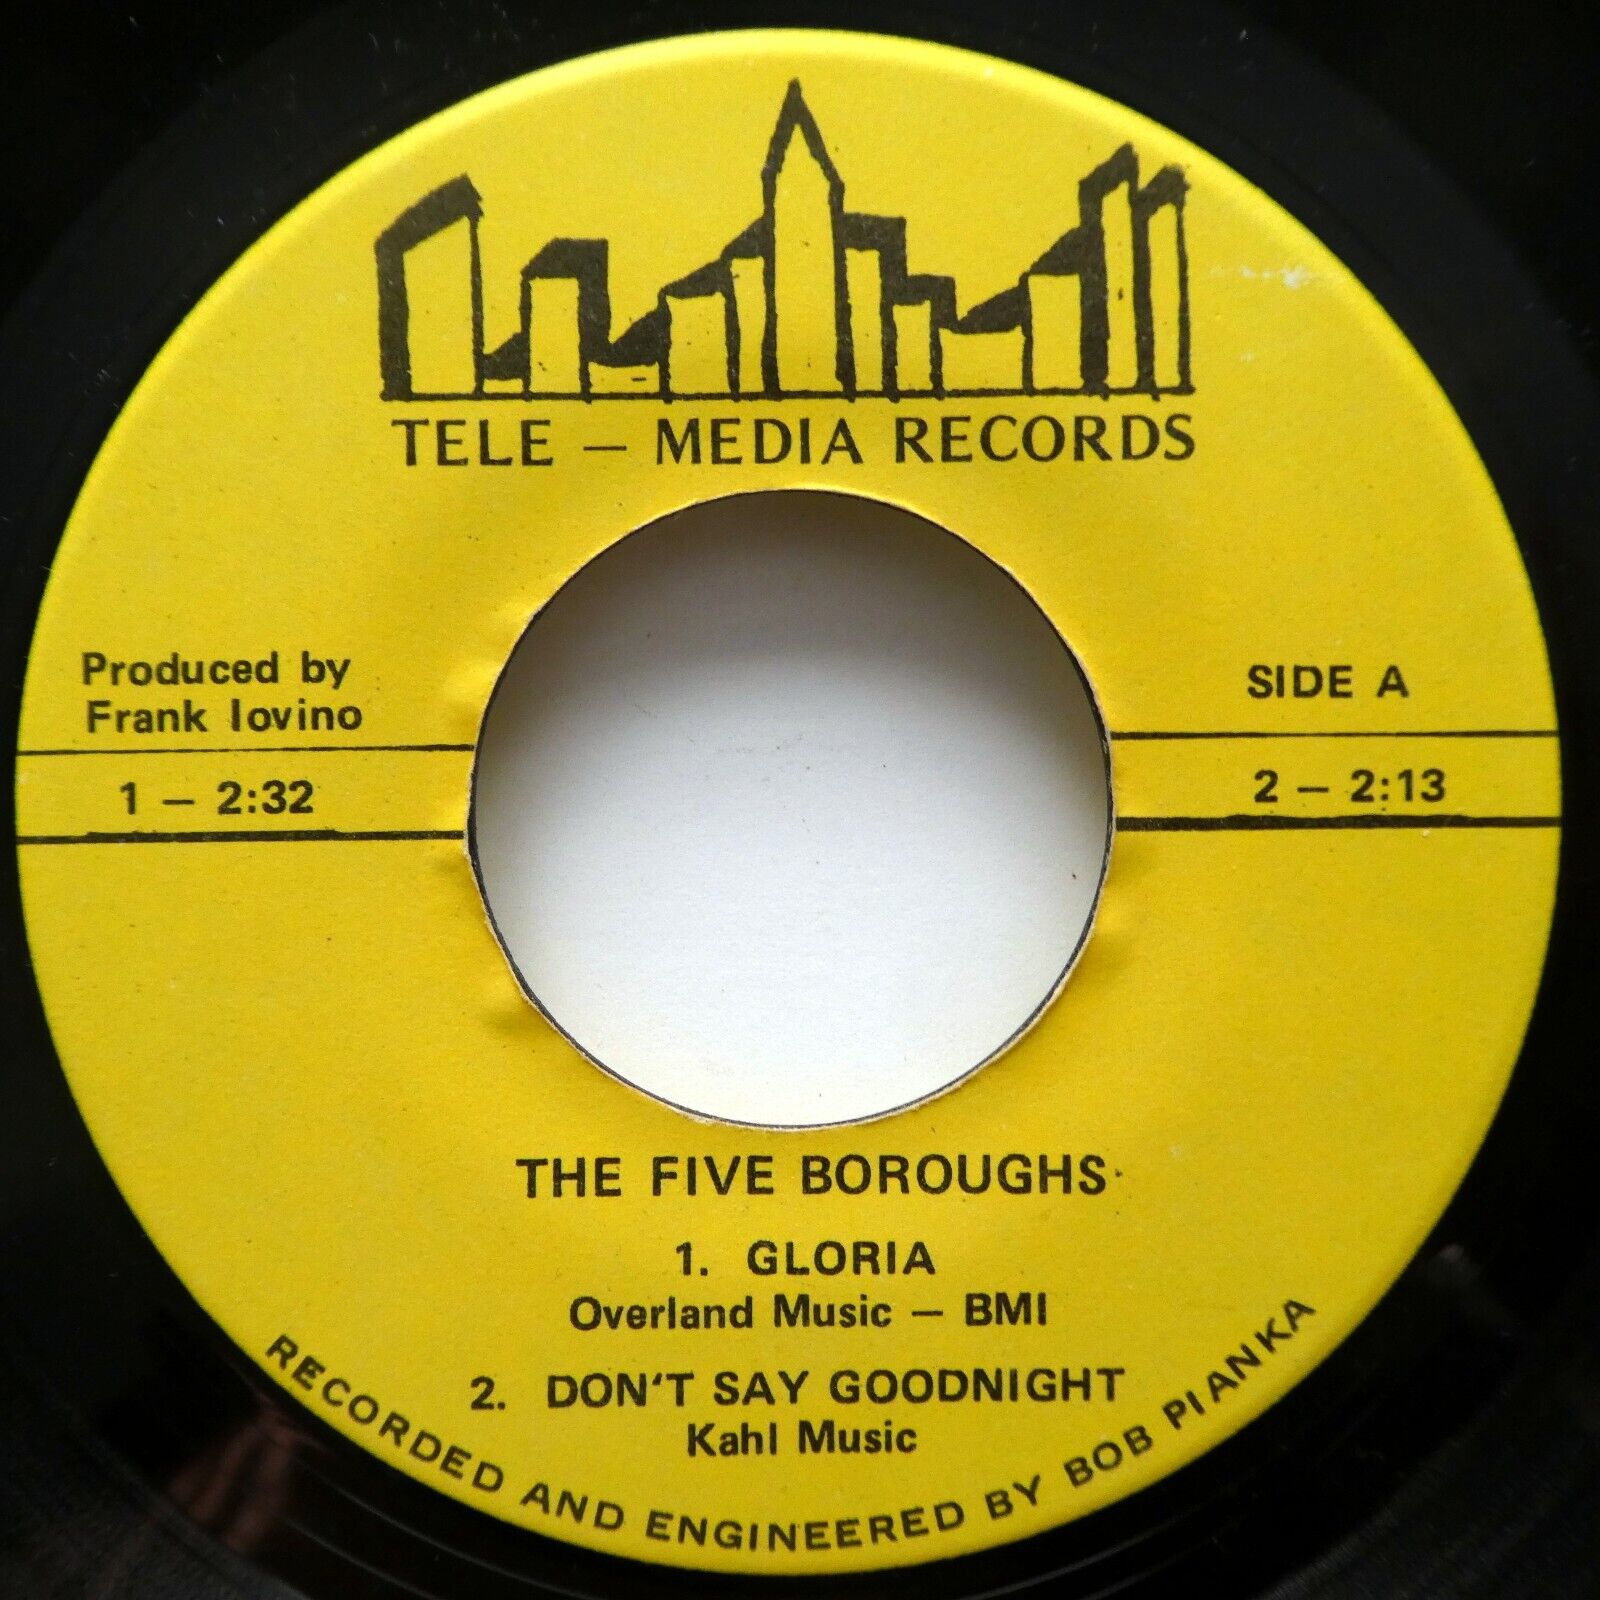 TELE — MEDIA RECORDS
Produced by
Frank Iovino
1 — 2:32
SIDE A
2 — 2:13
THE FIVE BOROUGHS
1. GLORIA
Overland Music — BMI
2. DON'T SAY GOODNIGHT
Kahl Music
RECORDED AND ENGINEERED BY BOB PIANKA